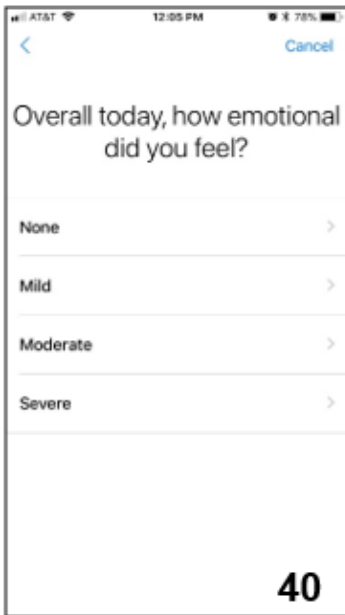 AT&T 12:05 PM 78%
Cancel
Overall today, how emotional
did you feel?
None
Mild
Moderate
Severe
40